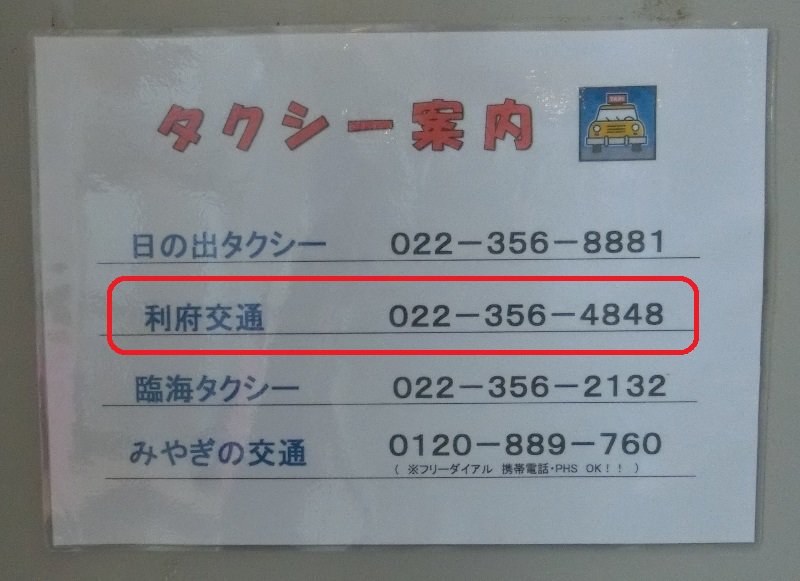 タクシー案内
TAXI
日の出タクシー 022-356-8881
利府交通 022-356-4848
臨海タクシー 022-356-2132
みやぎの交通 0120-889-760
( ※フリーダイアル 携帯電話・PHS OK!! )